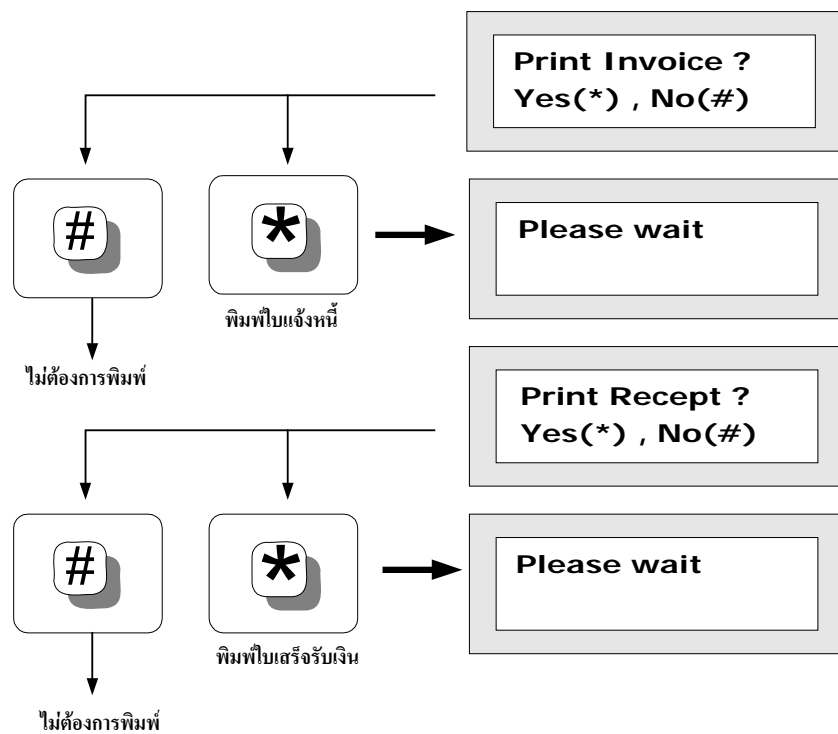 Print Invoice ?
Yes(*) , No(#)
# *
Please wait
พิมพ์ใบแจ้งหนี้
ไม่ต้องการพิมพ์
Print Recept ?
Yes(*) , No(#)
# *
Please wait
พิมพ์ใบเสร็จรับเงิน
ไม่ต้องการพิมพ์